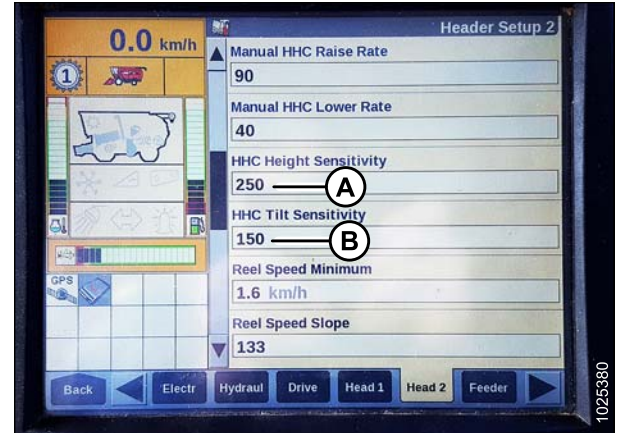 0.0 km/h
Header Setup 2
1
Manual HHC Raise Rate
90
Manual HHC Lower Rate
40
HHC Height Sensitivity
250
A
HHC Tilt Sensitivity
150
B
Reel Speed Minimum
1.6 km/h
Reel Speed Slope
133
GPS
Back
Electr
Hydraul
Drive
Head 1
Head 2
Feeder
1025380